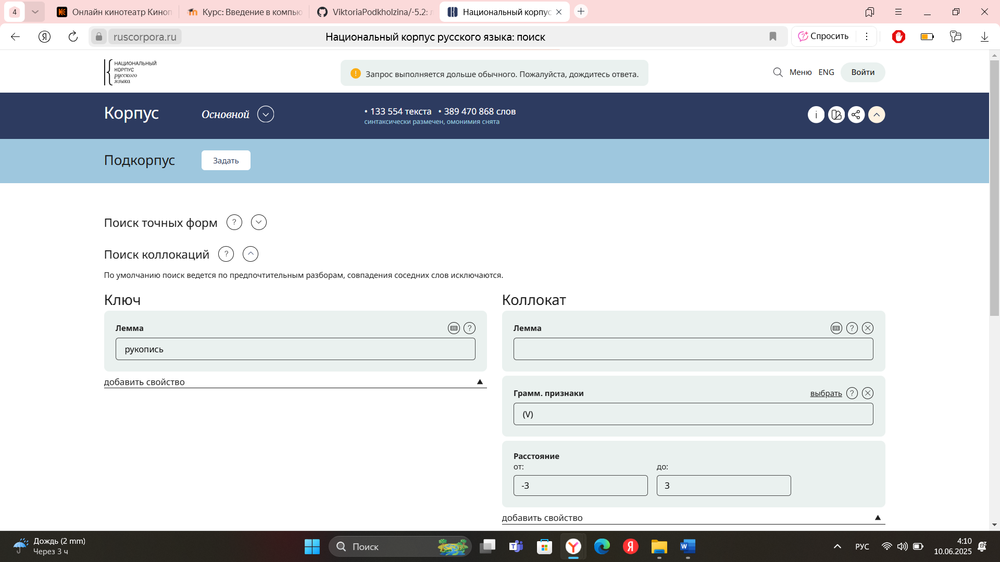 4
Онлайн кинотеатр Киноп
Курс: Введение в компью
ViktoriaPodkholzina/-5.2: л
Национальный корпус
ruscorpora.ru
Национальный корпус русского языка: поиск
Спросить
НАЦИОНАЛЬНЫЙ
КОРПУС
русского
языка
Запрос выполняется дольше обычного. Пожалуйста, дождитесь ответа.
Меню
ENG
Войти
Корпус
Основной
• 133 554 текста • 389 470 868 слов
синтаксически размечен, омонимия снята
Подкорпус
Задать
Поиск точных форм
?
Поиск коллокаций
?
По умолчанию поиск ведется по предпочтительным разборам, совпадения соседних слов исключаются.
Ключ
Лемма
?
рукопись
добавить свойство
Коллокат
Лемма
?
Грамм. признаки
выбрать
?
(V)
Расстояние
от:
до:
-3
3
добавить свойство
Дождь (2 mm)
Через 3 ч
Поиск
РУС
4:10
10.06.2025